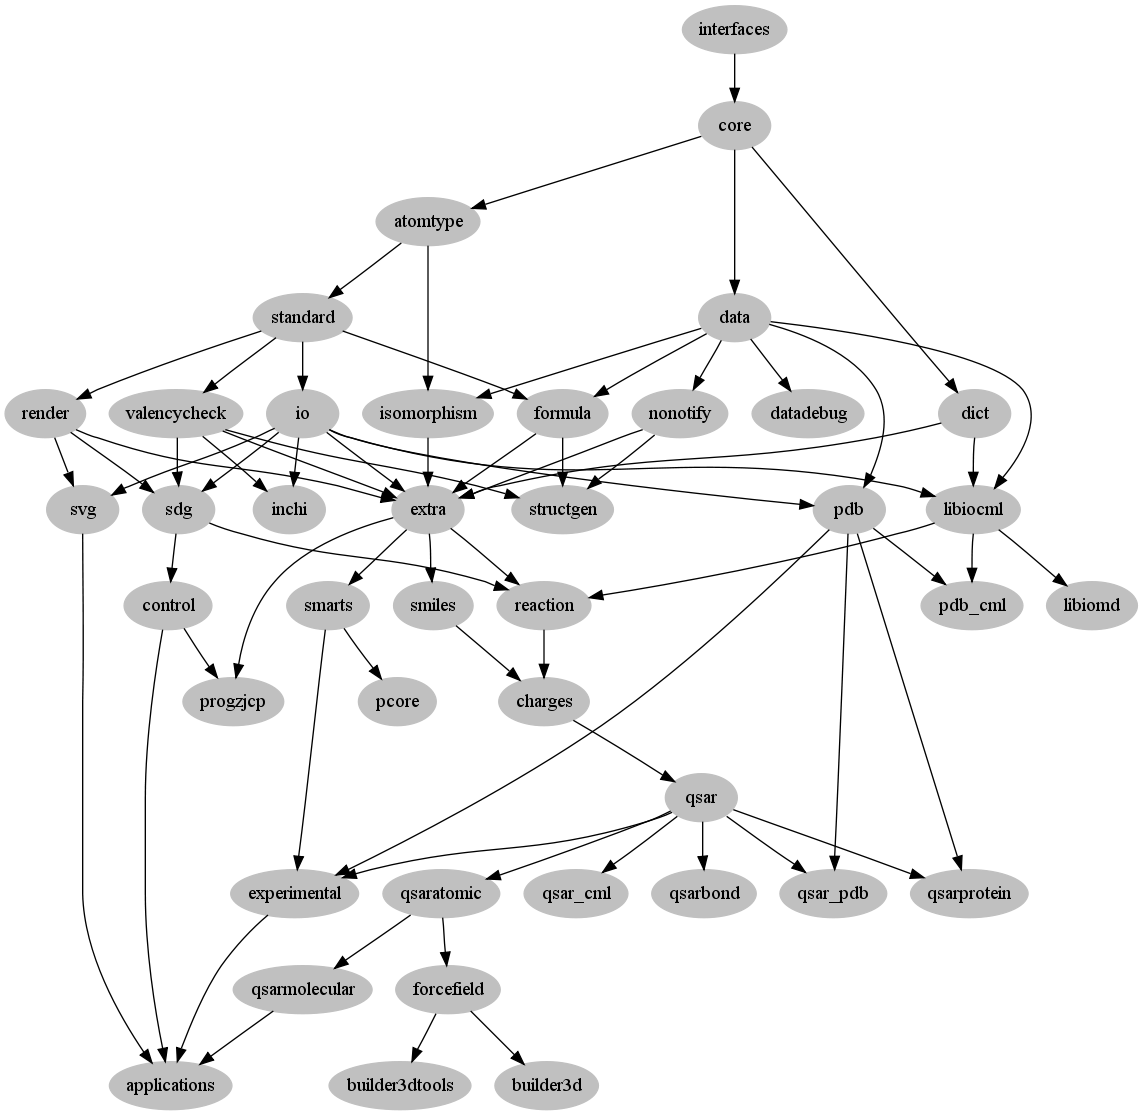 interfaces
core
atomtype
standard
data
render
valencycheck
io
isomorphism
formula
nonotify
datadebug
dict
svg
sdg
inchi
extra
structgen
pdb
libiocml
control
smarts
smiles
reaction
pdb_cml
libiomd
progzjcp
pcore
charges
qsar
experimental
qsaratomic
qsar_cml
qsarbond
qsar_pdb
qsarprotein
qsarmolecular
forcefield
applications
builder3dtools
builder3d